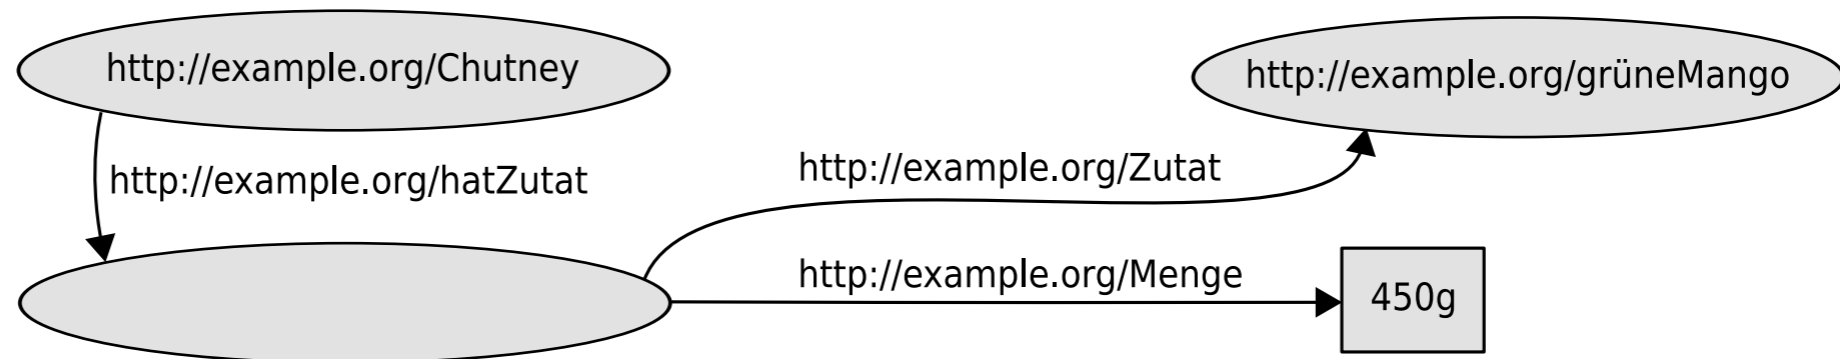 http://example.org/Chutney
http://example.org/grüneMango
http://example.org/hatZutat
http://example.org/Zutat
http://example.org/Menge
450g